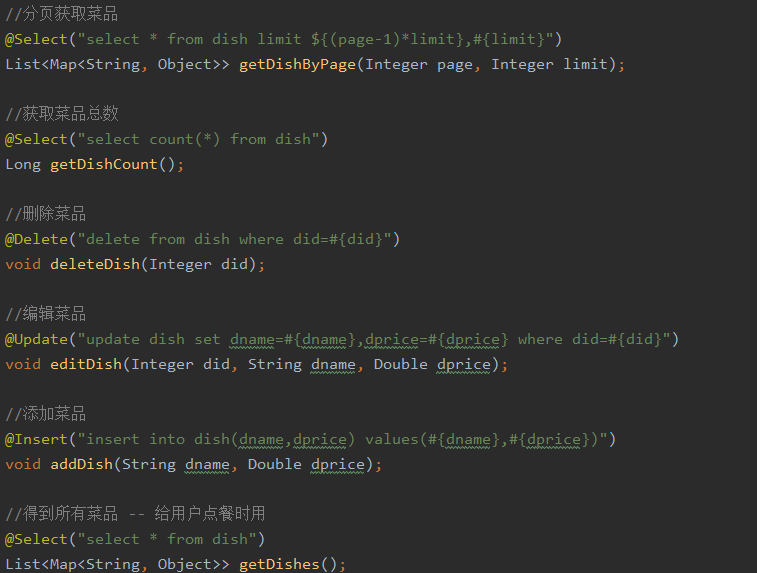 //分页获取菜品
@Select("select * from dish limit ${(page-1)*limit},#{limit}")
List<Map<String, Object>> getDishByPage(Integer page, Integer limit);
//获取菜品总数
@Select("select count(*) from dish")
Long getDishCount();
//删除菜品
@Delete("delete from dish where did=#{did}")
void deleteDish(Integer did);
//编辑菜品
@Update("update dish set dname=#{dname},dprice=#{dprice} where did=#{did}")
void editDish(Integer did, String dname, Double dprice);
//添加菜品
@Insert("insert into dish(dname,dprice) values(#{dname},#{dprice})")
void addDish(String dname, Double dprice);
//得到所有菜品 -- 给用户点餐时用
@Select("select * from dish")
List<Map<String, Object>> getDishes();